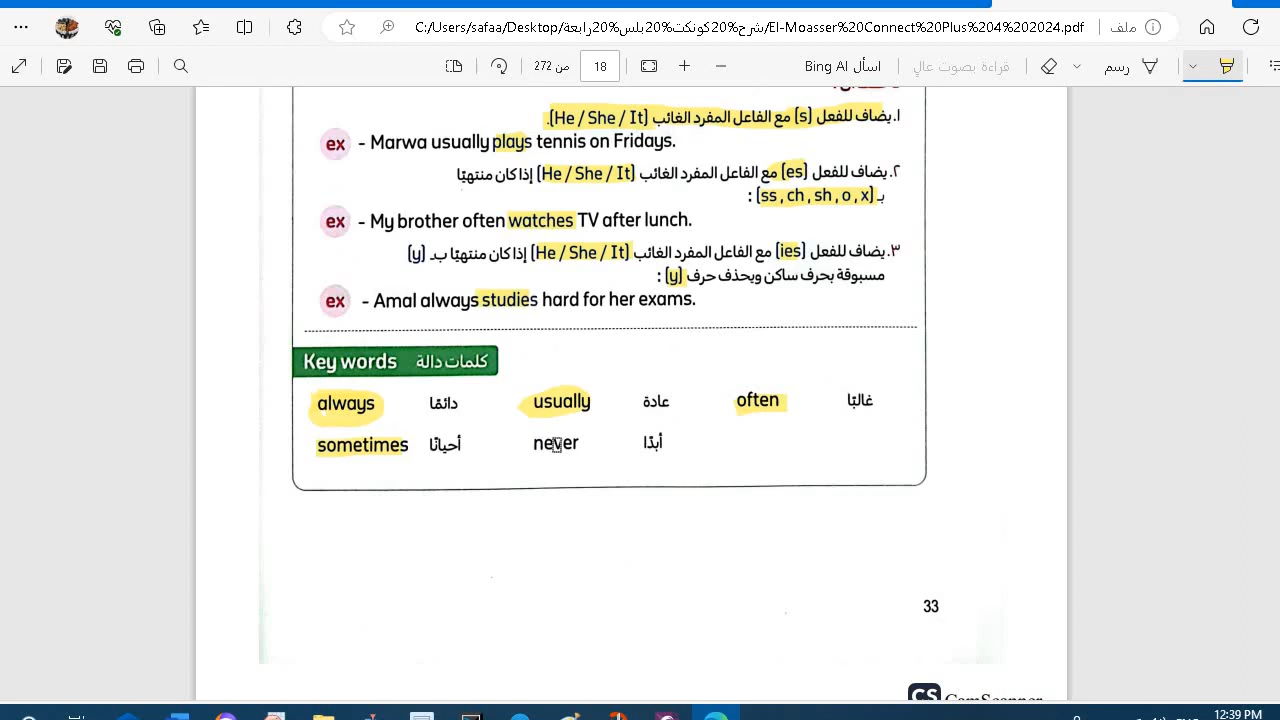 ملف C:/Users/safaa/Desktop/شرح%20كونكت%20بلس%20رابعة/El-Moasser%20Connect%20Plus%204%202024.pdf
18 من 272
اسأل Bing AI
قراءة بصوت عالٍ
رسم
١. يضاف للفعل (s) مع الفاعل المفرد الغائب (He / She / It).
ex - Marwa usually plays tennis on Fridays.
٢. يضاف للفعل (es) مع الفاعل المفرد الغائب (He / She / It) إذا كان منتهيًا
بـ (ss , ch , sh , o , x) :
ex - My brother often watches TV after lunch.
٣. يضاف للفعل (ies) مع الفاعل المفرد الغائب (He / She / It) إذا كان منتهيًا بـ (y)
مسبوقة بحرف ساكن ويحذف حرف (y) :
ex - Amal always studies hard for her exams.
Key words كلمات دالة
always دائمًا usually عادة often غالبًا
sometimes أحيانًا never أبدًا
33
CS CamScanner
12:39 PM